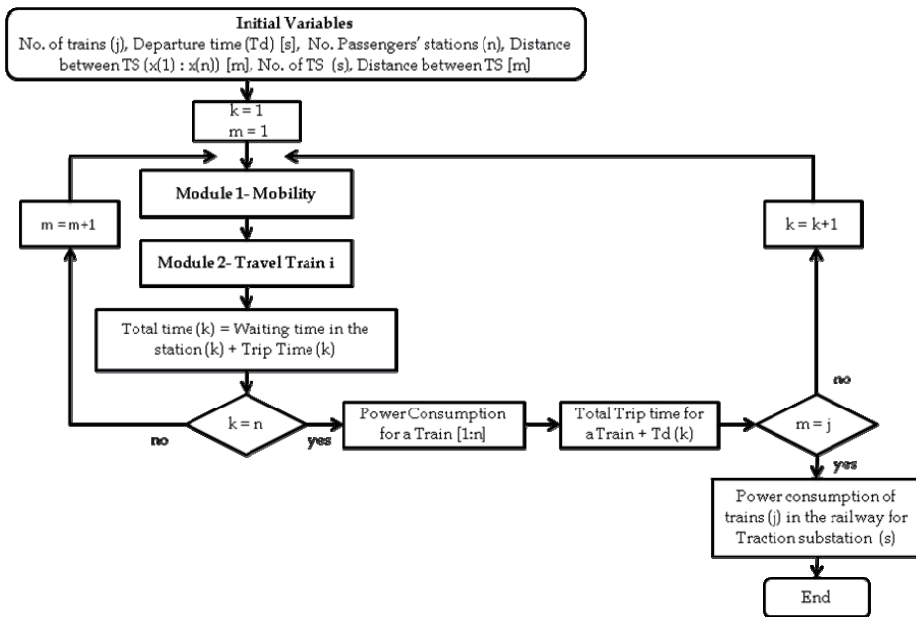 Initial Variables
No. of trains (j), Departure time (Td) [s], No. Passengers' stations (n), Distance
between TS (x(1) : x(n)) [m], No. of TS (s), Distance between TS [m]
k = 1
m = 1
Module 1- Mobility
m = m+1
k = k+1
Module 2- Travel Train i
Total time (k) = Waiting time in the
station (k) + Trip Time (k)
no
k = n
no
yes
Power Consumption
for a Train [1:n]
Total Trip time for
a Train + Td (k)
m = j
yes
Power consumption of
trains (j) in the railway for
Traction substation (s)
End